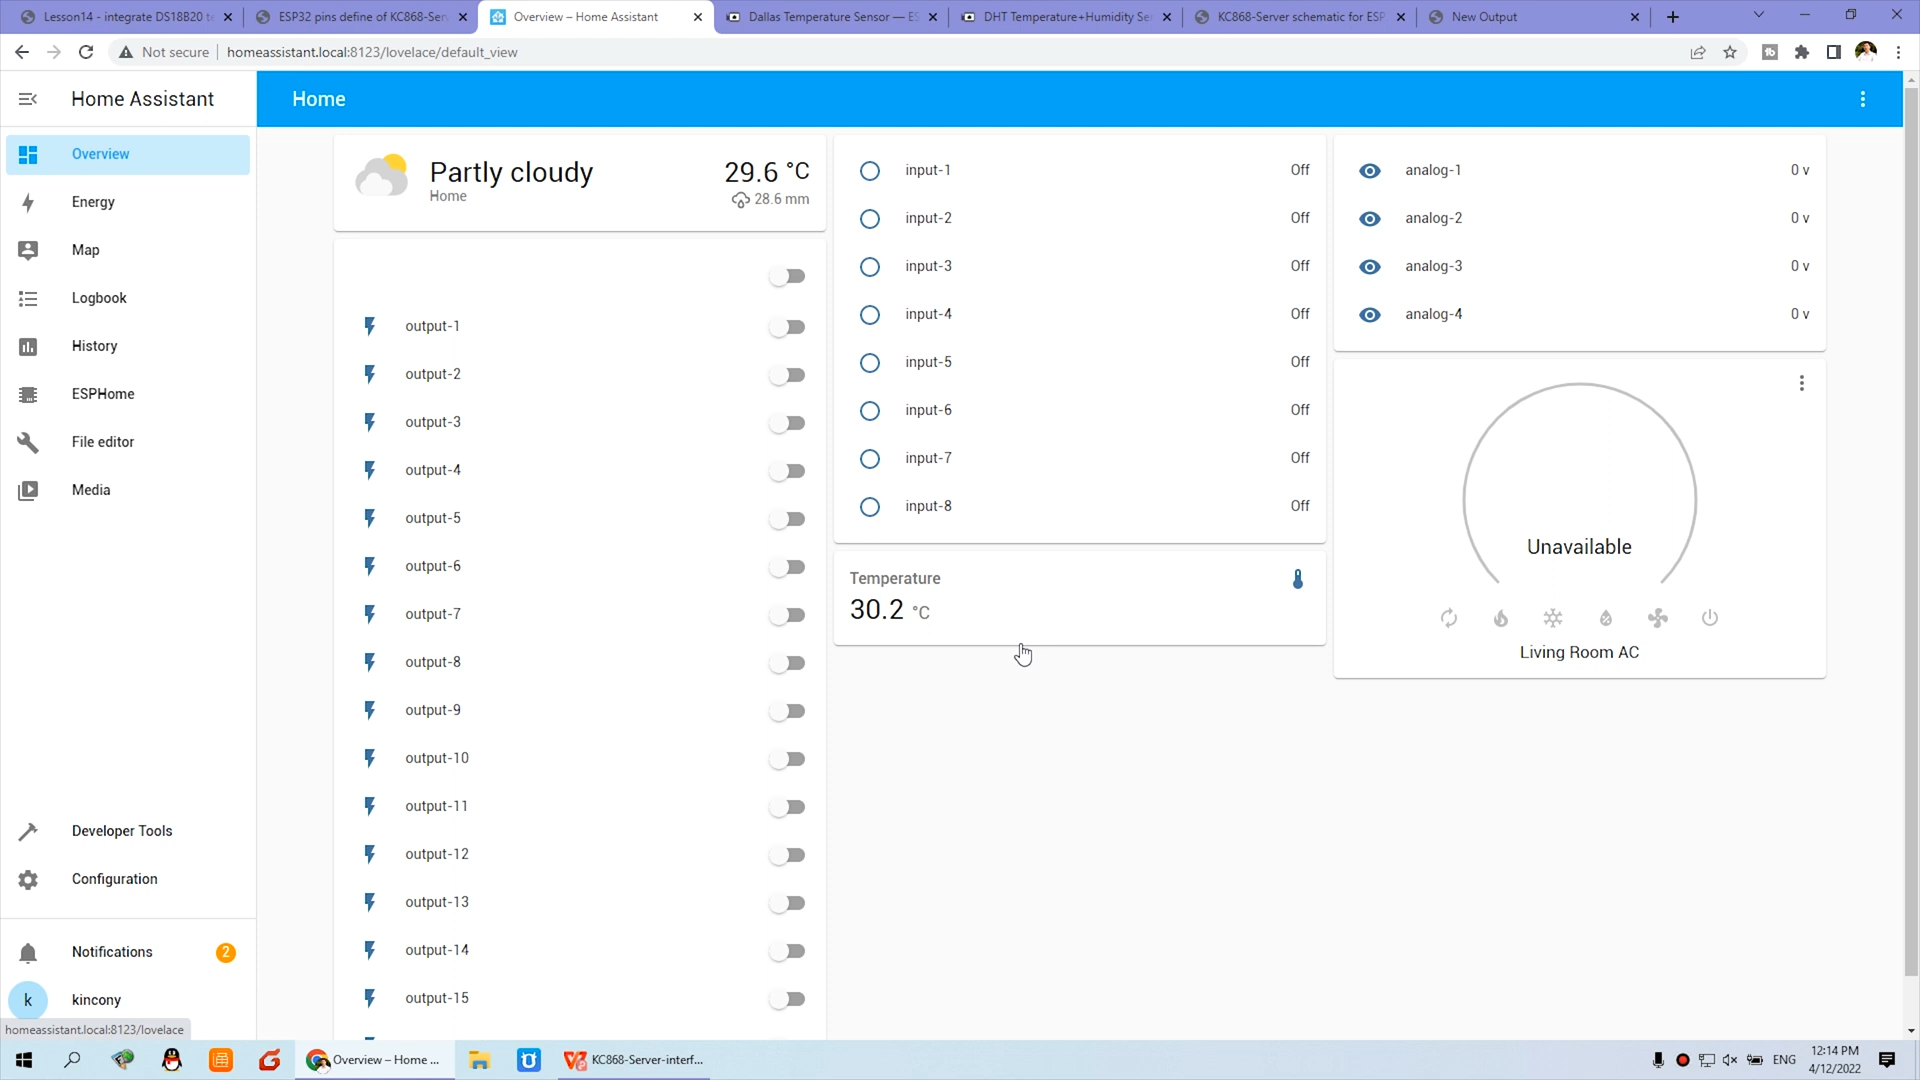 Lesson14 - integrate DS18B20 te
ESP32 pins define of KC868-Serv
Overview – Home Assistant
Dallas Temperature Sensor — ES
DHT Temperature+Humidity Se
KC868-Server schematic for ESP
New Output
Not secure
homeassistant.local:8123/lovelace/default_view
Home Assistant
Home
Overview
Energy
Map
Logbook
History
ESPHome
File editor
Media
Developer Tools
Configuration
Notifications
2
k
kincony
homeassistant.local:8123/lovelace
Partly cloudy
Home
29.6 °C
28.6 mm
output-1
output-2
output-3
output-4
output-5
output-6
output-7
output-8
output-9
output-10
output-11
output-12
output-13
output-14
output-15
input-1 Off
input-2 Off
input-3 Off
input-4 Off
input-5 Off
input-6 Off
input-7 Off
input-8 Off
Temperature
30.2 °C
analog-1 0 v
analog-2 0 v
analog-3 0 v
analog-4 0 v
Unavailable
Living Room AC
Overview – Home ...
KC868-Server-interf...
ENG
12:14 PM
4/12/2022